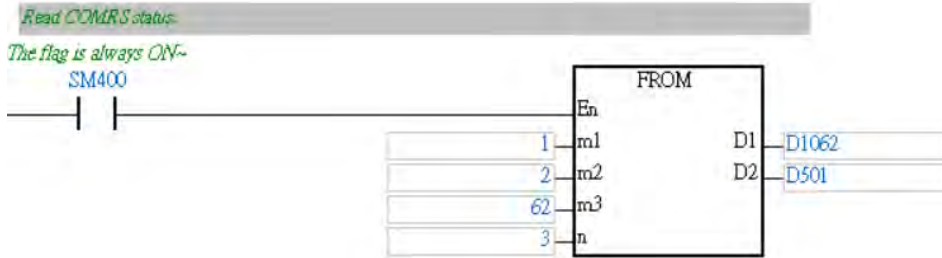 Read COMRS status.
The flag is always ON~
SM400
FROM
En
1 m1 D1 D1062
2 m2 D2 D501
62 m3
3 n